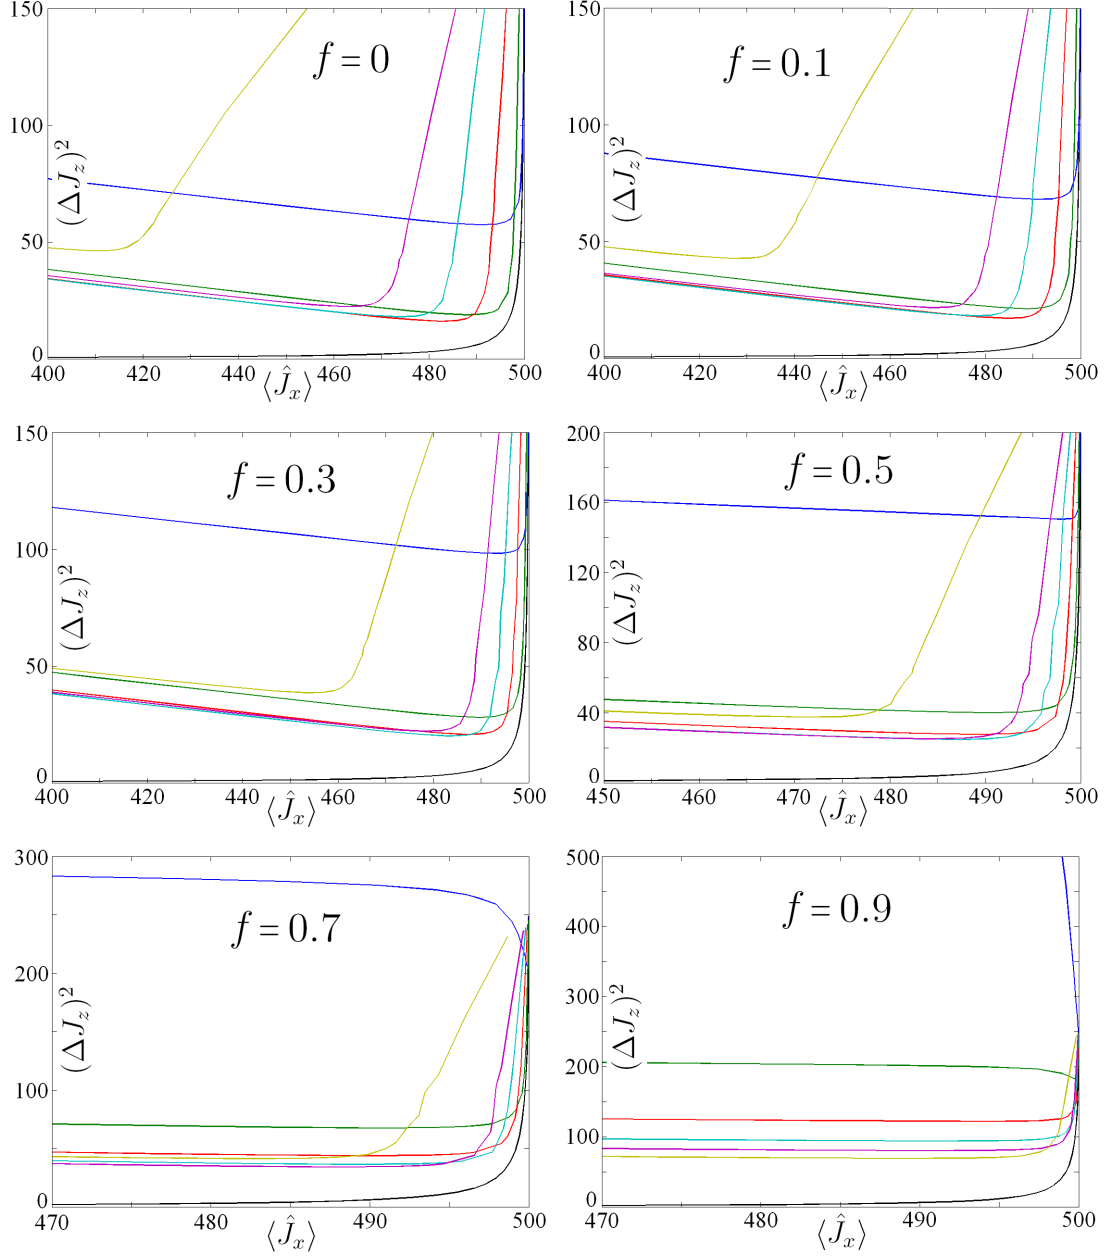 150
100
50
0
(ΔJ_z)^2
f = 0
400 420 440 460 480 500
⟨Ĵ_x⟩
150
100
50
0
(ΔJ_z)^2
f = 0.1
400 420 440 460 480 500
⟨Ĵ_x⟩
150
100
50
0
(ΔJ_z)^2
f = 0.3
400 420 440 460 480 500
⟨Ĵ_x⟩
200
160
120
80
40
0
(ΔJ_z)^2
f = 0.5
450 460 470 480 490 500
⟨Ĵ_x⟩
300
200
100
0
(ΔJ_z)^2
f = 0.7
470 480 490 500
⟨Ĵ_x⟩
500
400
300
200
100
0
(ΔJ_z)^2
f = 0.9
470 480 490 500
⟨Ĵ_x⟩